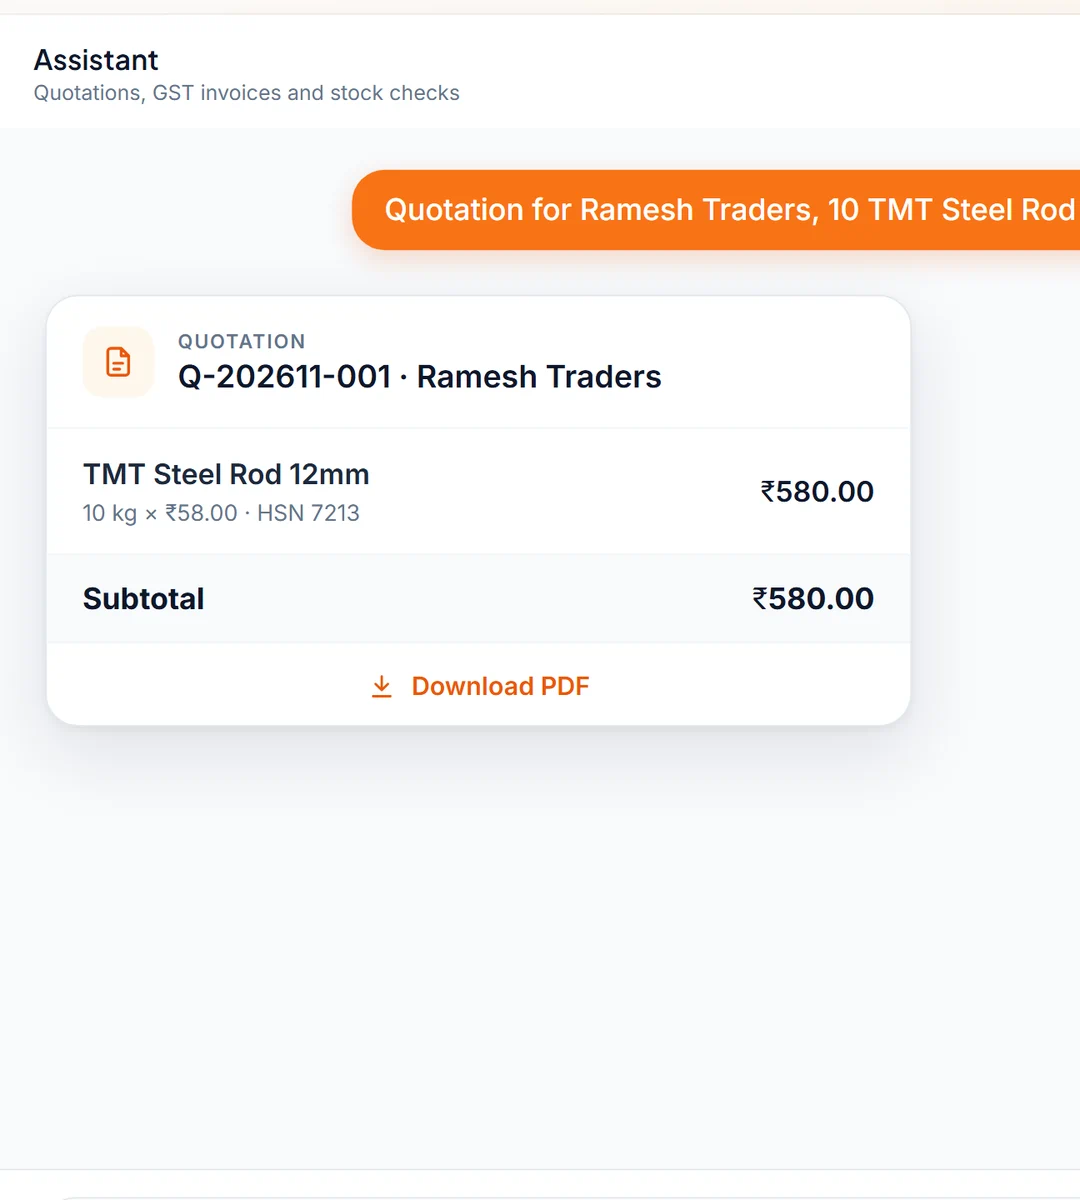 Assistant
Quotations, GST invoices and stock checks
Quotation for Ramesh Traders, 10 TMT Steel Rod
QUOTATION
Q-202611-001 · Ramesh Traders
TMT Steel Rod 12mm
10 kg × ₹58.00 · HSN 7213
₹580.00
Subtotal
₹580.00
Download PDF